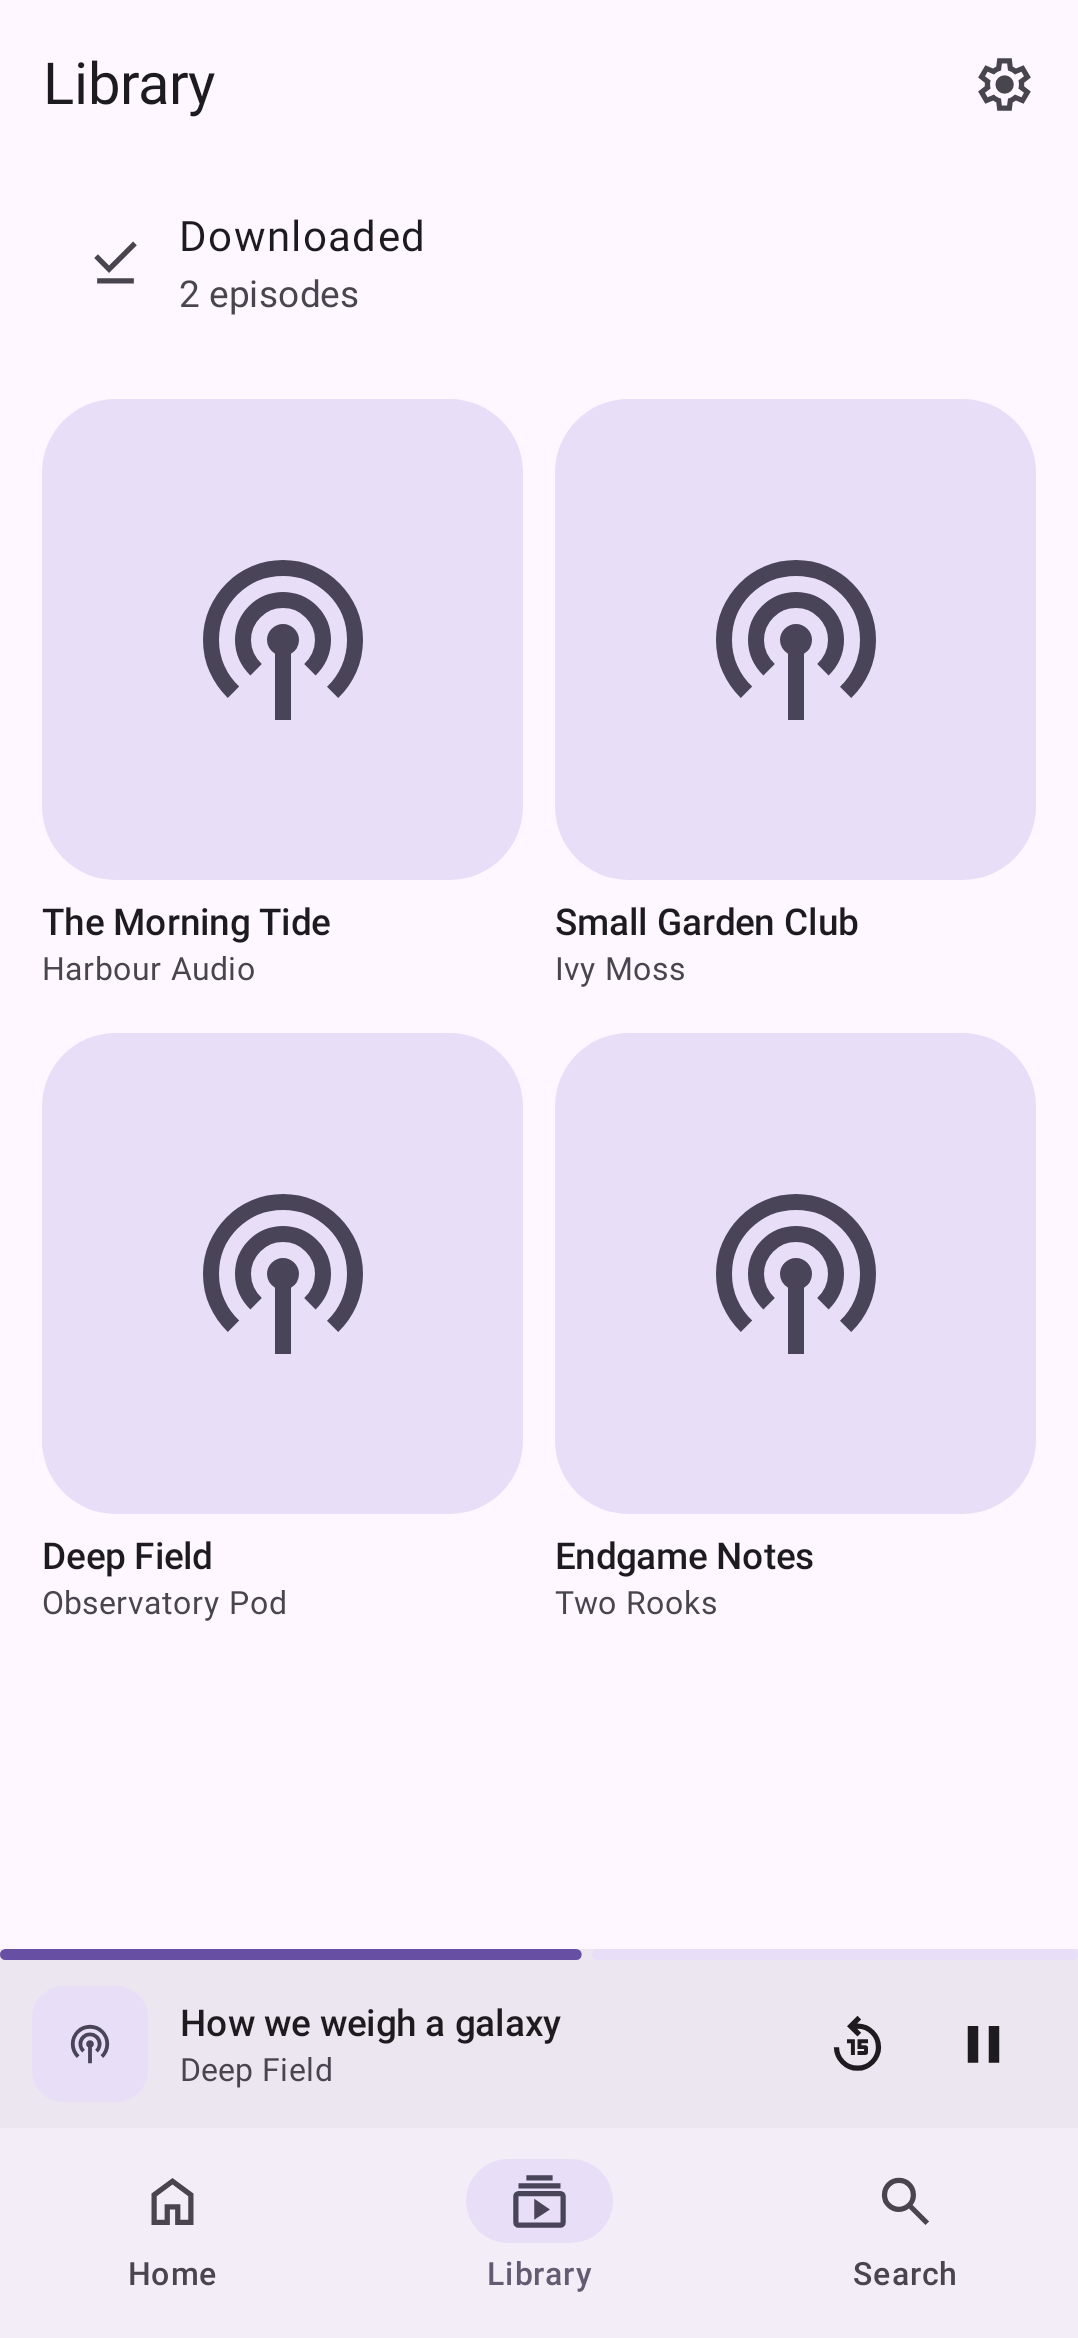 Library
Downloaded
2 episodes
The Morning Tide
Harbour Audio
Small Garden Club
Ivy Moss
Deep Field
Observatory Pod
Endgame Notes
Two Rooks
How we weigh a galaxy
Deep Field
15
Home
Library
Search